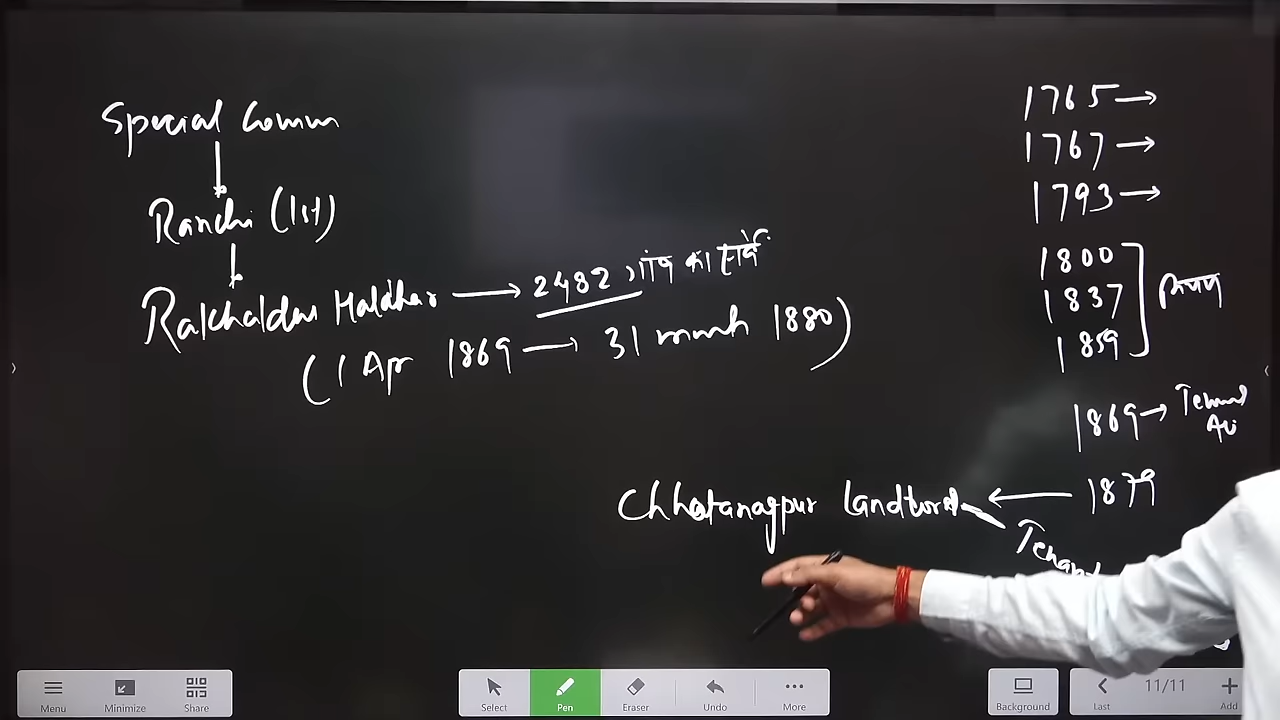 Special Comm
Ranchi (1st)
Rakhaldas Haldhar → 2482 गांव का सर्वे
(1 Apr 1869 → 31 march 1880)
1765 →
1767 →
1793 →
1800
1837
1859
1869 →
1879
Chhotanagpur landlord
Tenant
Menu
Minimize
Share
Select
Pen
Eraser
Undo
More
Background
Last
11/11
Add